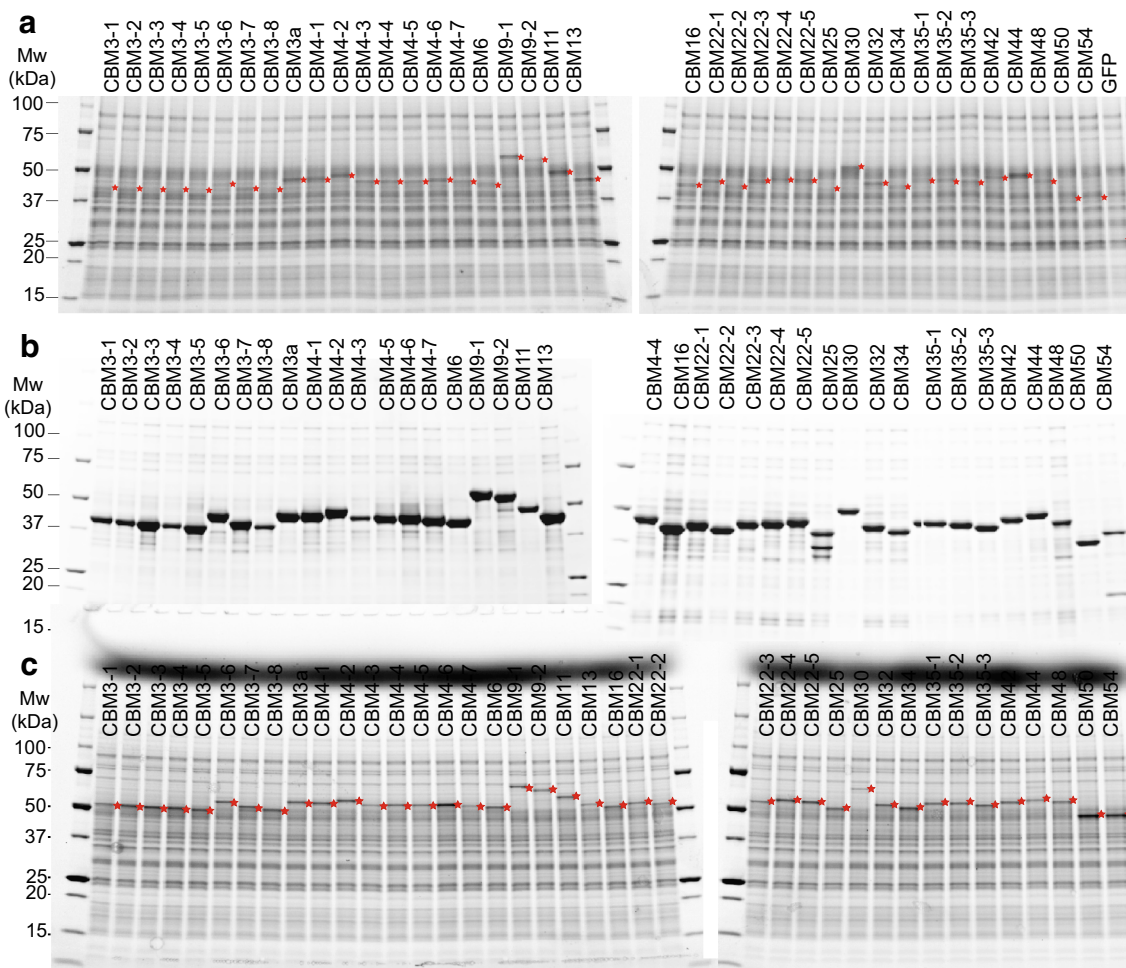 a
Mw
(kDa)
CBM3-1
CBM3-2
CBM3-3
CBM3-4
CBM3-5
CBM3-6
CBM3-7
CBM3-8
CBM3a
CBM4-1
CBM4-2
CBM4-3
CBM4-4
CBM4-5
CBM4-6
CBM4-7
CBM6
CBM9-1
CBM9-2
CBM11
CBM13
CBM16
CBM22-1
CBM22-2
CBM22-3
CBM22-4
CBM22-5
CBM25
CBM30
CBM32
CBM34
CBM35-1
CBM35-2
CBM35-3
CBM42
CBM44
CBM48
CBM50
CBM54
GFP
100
75
50
37
25
20
15
b
Mw
(kDa)
CBM3-1
CBM3-2
CBM3-3
CBM3-4
CBM3-5
CBM3-6
CBM3-7
CBM3-8
CBM3a
CBM4-1
CBM4-2
CBM4-3
CBM4-5
CBM4-6
CBM4-7
CBM6
CBM9-1
CBM9-2
CBM11
CBM13
CBM4-4
CBM16
CBM22-1
CBM22-2
CBM22-3
CBM22-4
CBM22-5
CBM25
CBM30
CBM32
CBM34
CBM35-1
CBM35-2
CBM35-3
CBM42
CBM44
CBM48
CBM50
CBM54
100
75
50
37
25
20
15
c
Mw
(kDa)
CBM3-1
CBM3-2
CBM3-3
CBM3-4
CBM3-5
CBM3-6
CBM3-7
CBM3-8
CBM3a
CBM4-1
CBM4-2
CBM4-3
CBM4-4
CBM4-5
CBM4-6
CBM4-7
CBM6
CBM9-1
CBM9-2
CBM11
CBM13
CBM16
CBM22-1
CBM22-2
CBM22-3
CBM22-4
CBM22-5
CBM25
CBM30
CBM32
CBM34
CBM35-1
CBM35-2
CBM35-3
CBM42
CBM44
CBM48
CBM50
CBM54
100
75
50
37
25
20
15